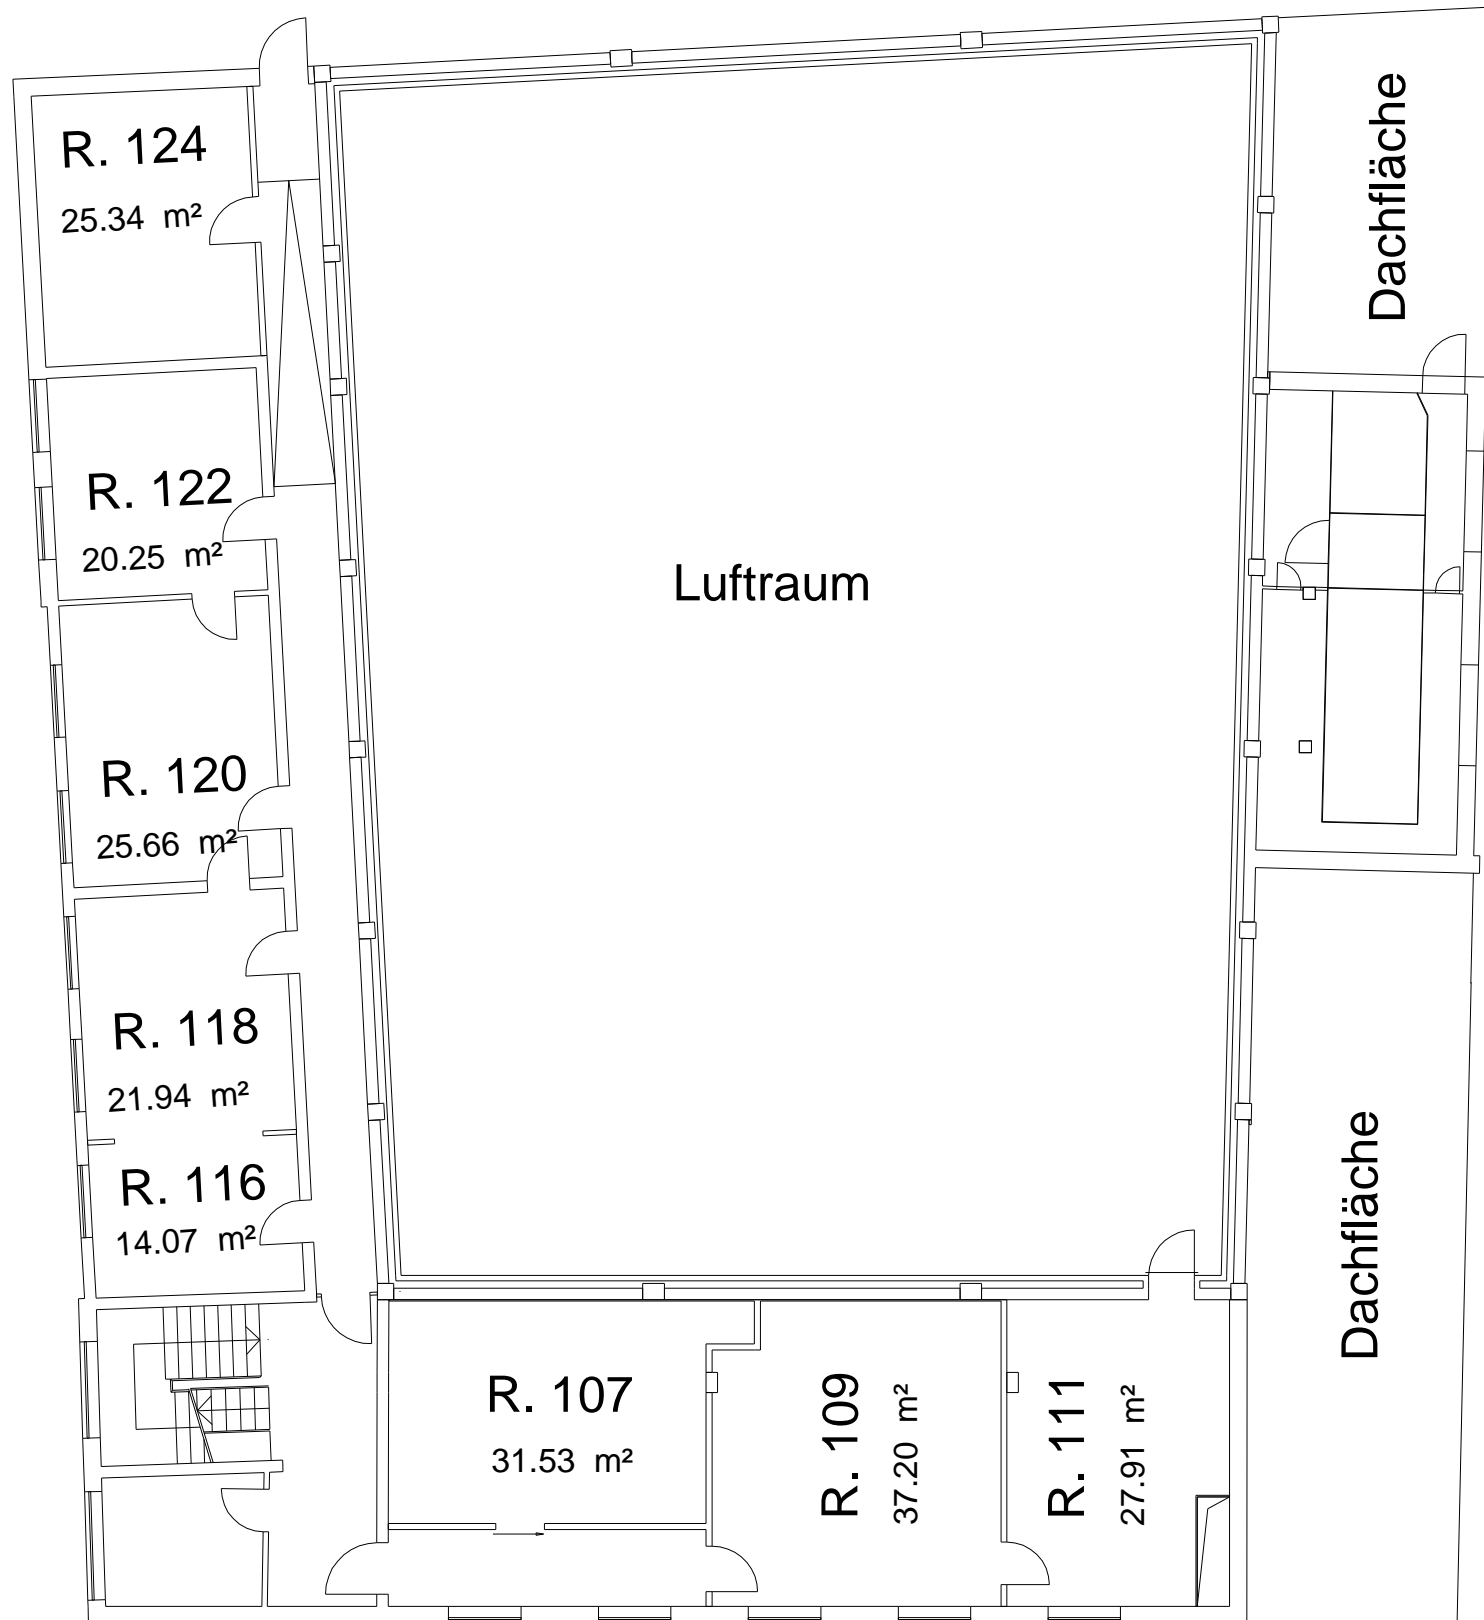 R. 124
25.34 m²
Dachfläche
R. 122
20.25 m²
Luftraum
R. 120
25.66 m²
R. 118
21.94 m²
R. 116
14.07 m²
Dachfläche
R. 107
31.53 m²
R. 109
37.20 m²
R. 111
27.91 m²